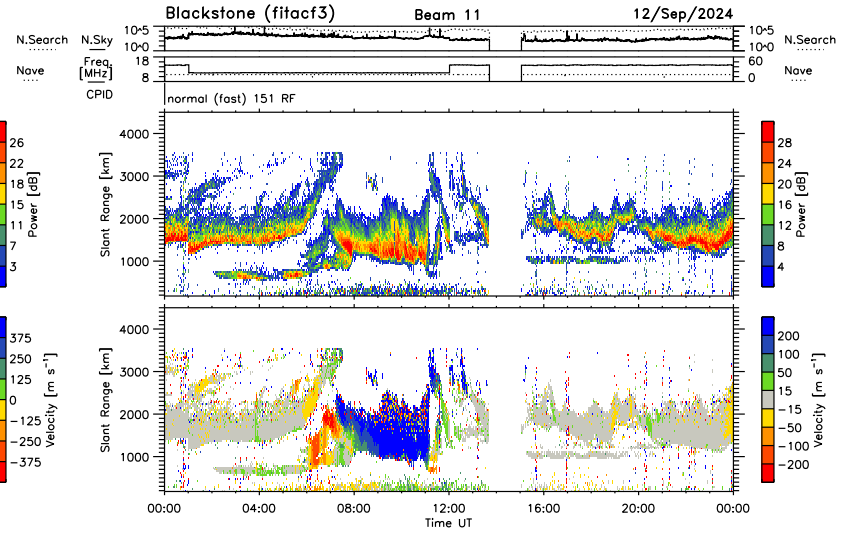 Blackstone (fitacf3) Beam 11 12/Sep/2024
N.Search N.Sky 10^5 10^0 10^5 10^0 N.Search
Nave Freq. [MHz] 18 8 60 0 Nave
CPID normal (fast) 151 RF
Power [dB] 26 22 18 15 11 7 3
Slant Range [km] 4000 3000 2000 1000
28 24 20 16 12 8 4 Power [dB]
Velocity [m s⁻¹] 375 250 125 0 −125 −250 −375
Slant Range [km] 4000 3000 2000 1000
200 100 50 15 −15 −50 −100 −200 Velocity [m s⁻¹]
00:00 04:00 08:00 12:00 16:00 20:00 00:00
Time UT